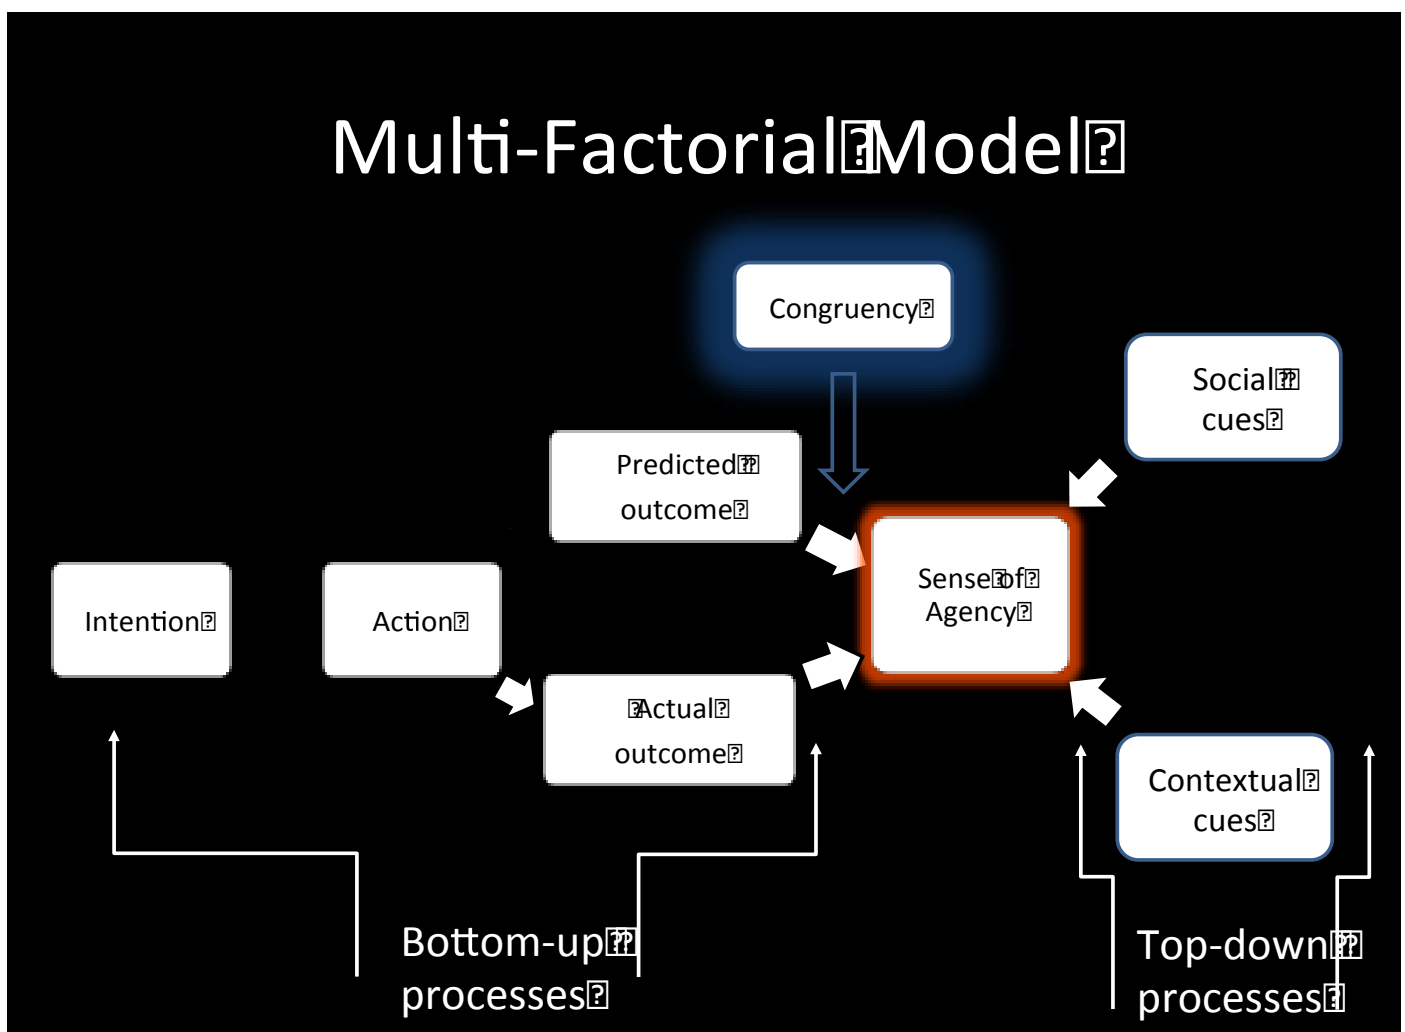 Multi-Factorial Model
Congruency
Social
cues
Predicted
outcome
Sense of
Agency
Intention
Action
Actual
outcome
Contextual
cues
Bottom-up
processes
Top-down
processes